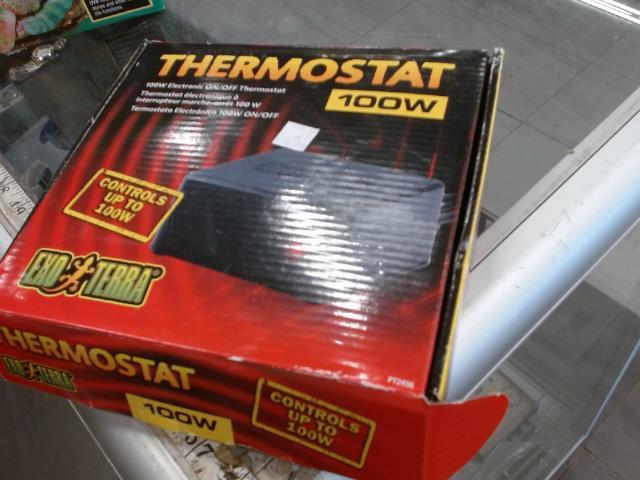 THERMOSTAT
100W
100W Electronic ON/OFF Thermostat
Thermostat électronique à
interrupteur marche-arrêt 100 W
Termostato Electrónico 100W ON/OFF
CONTROLS
UP TO
100W
EXO TERRA®
PT2456
THERMOSTAT
EXO TERRA
100W
CONTROLS
UP TO
100W